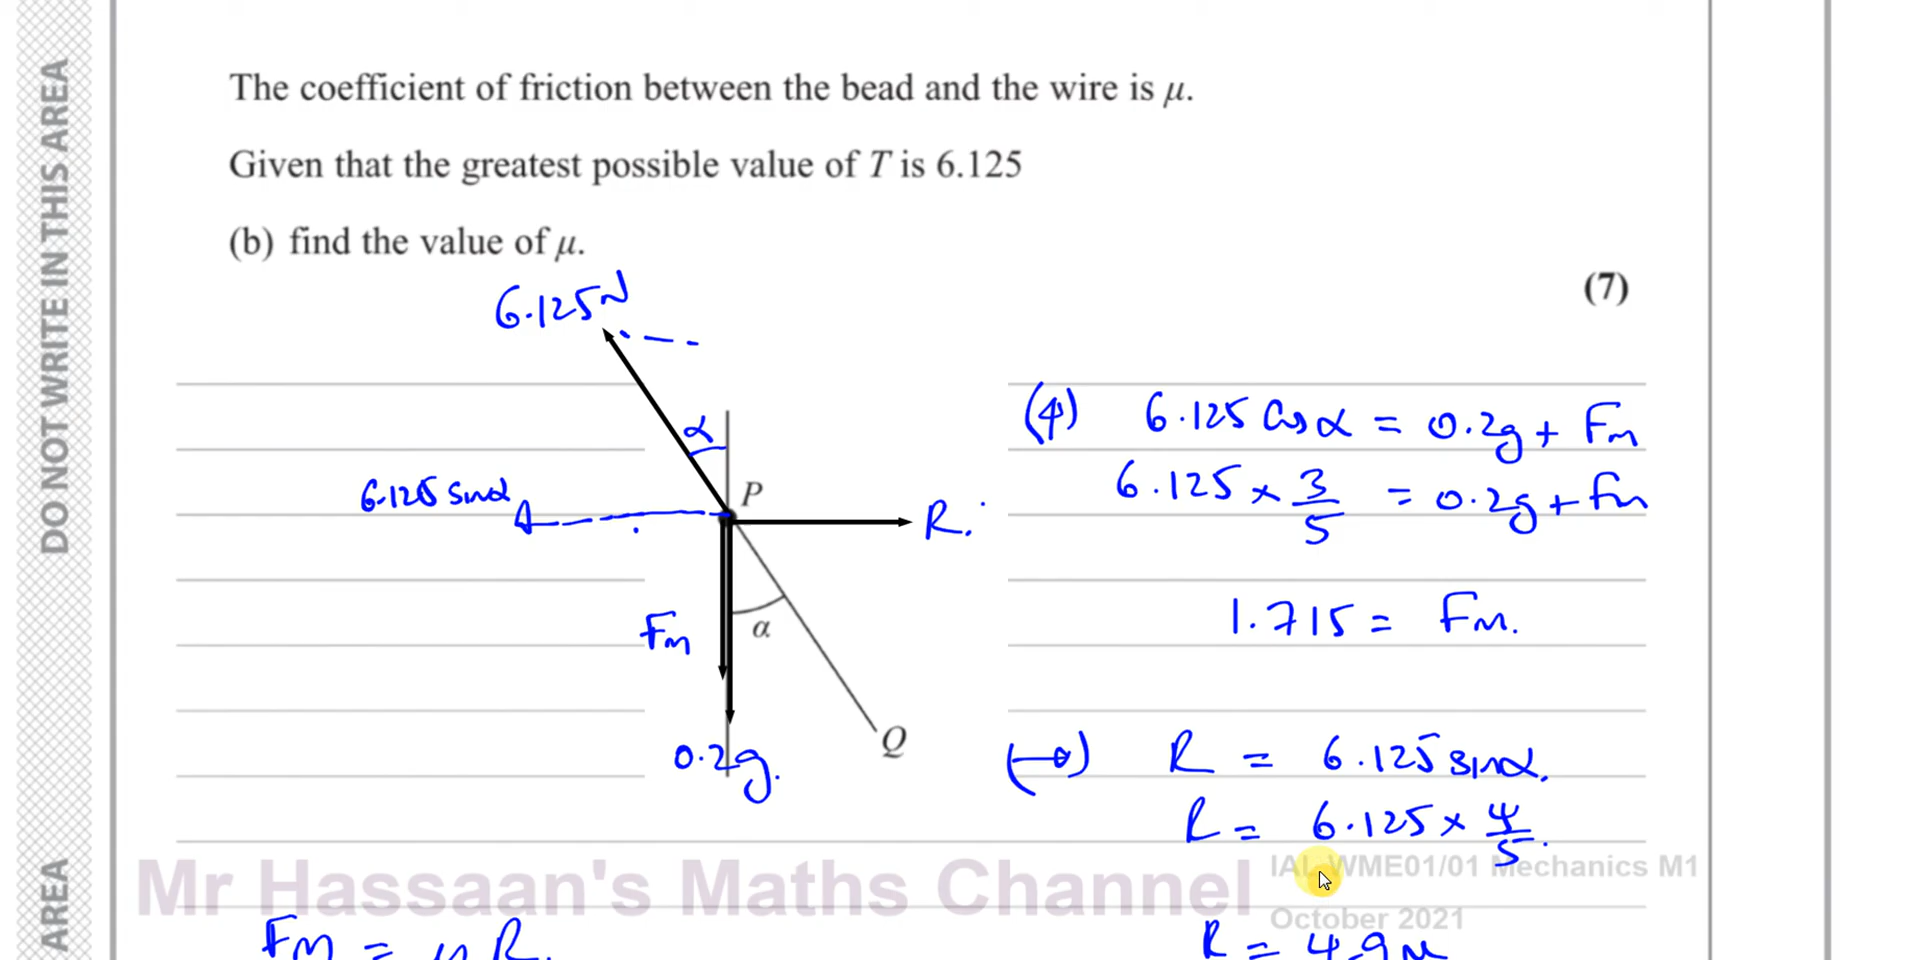 DO NOT WRITE IN THIS AREA
AREA
The coefficient of friction between the bead and the wire is μ.
Given that the greatest possible value of T is 6.125
(b) find the value of μ.
(7)
6.125N
α
6.125 sinα
P
R.
Fm
α
Q
0.2g.
(↑) 6.125 Cos α = 0.2g + Fm
6.125 × 3/5 = 0.2g + Fm
1.715 = Fm.
(→) R = 6.125 sinα.
R = 6.125 × 4/5.
Mr Hassaan's Maths Channel
IAL WME01/01 Mechanics M1
October 2021
Fm = μ R.
R = 4.9N